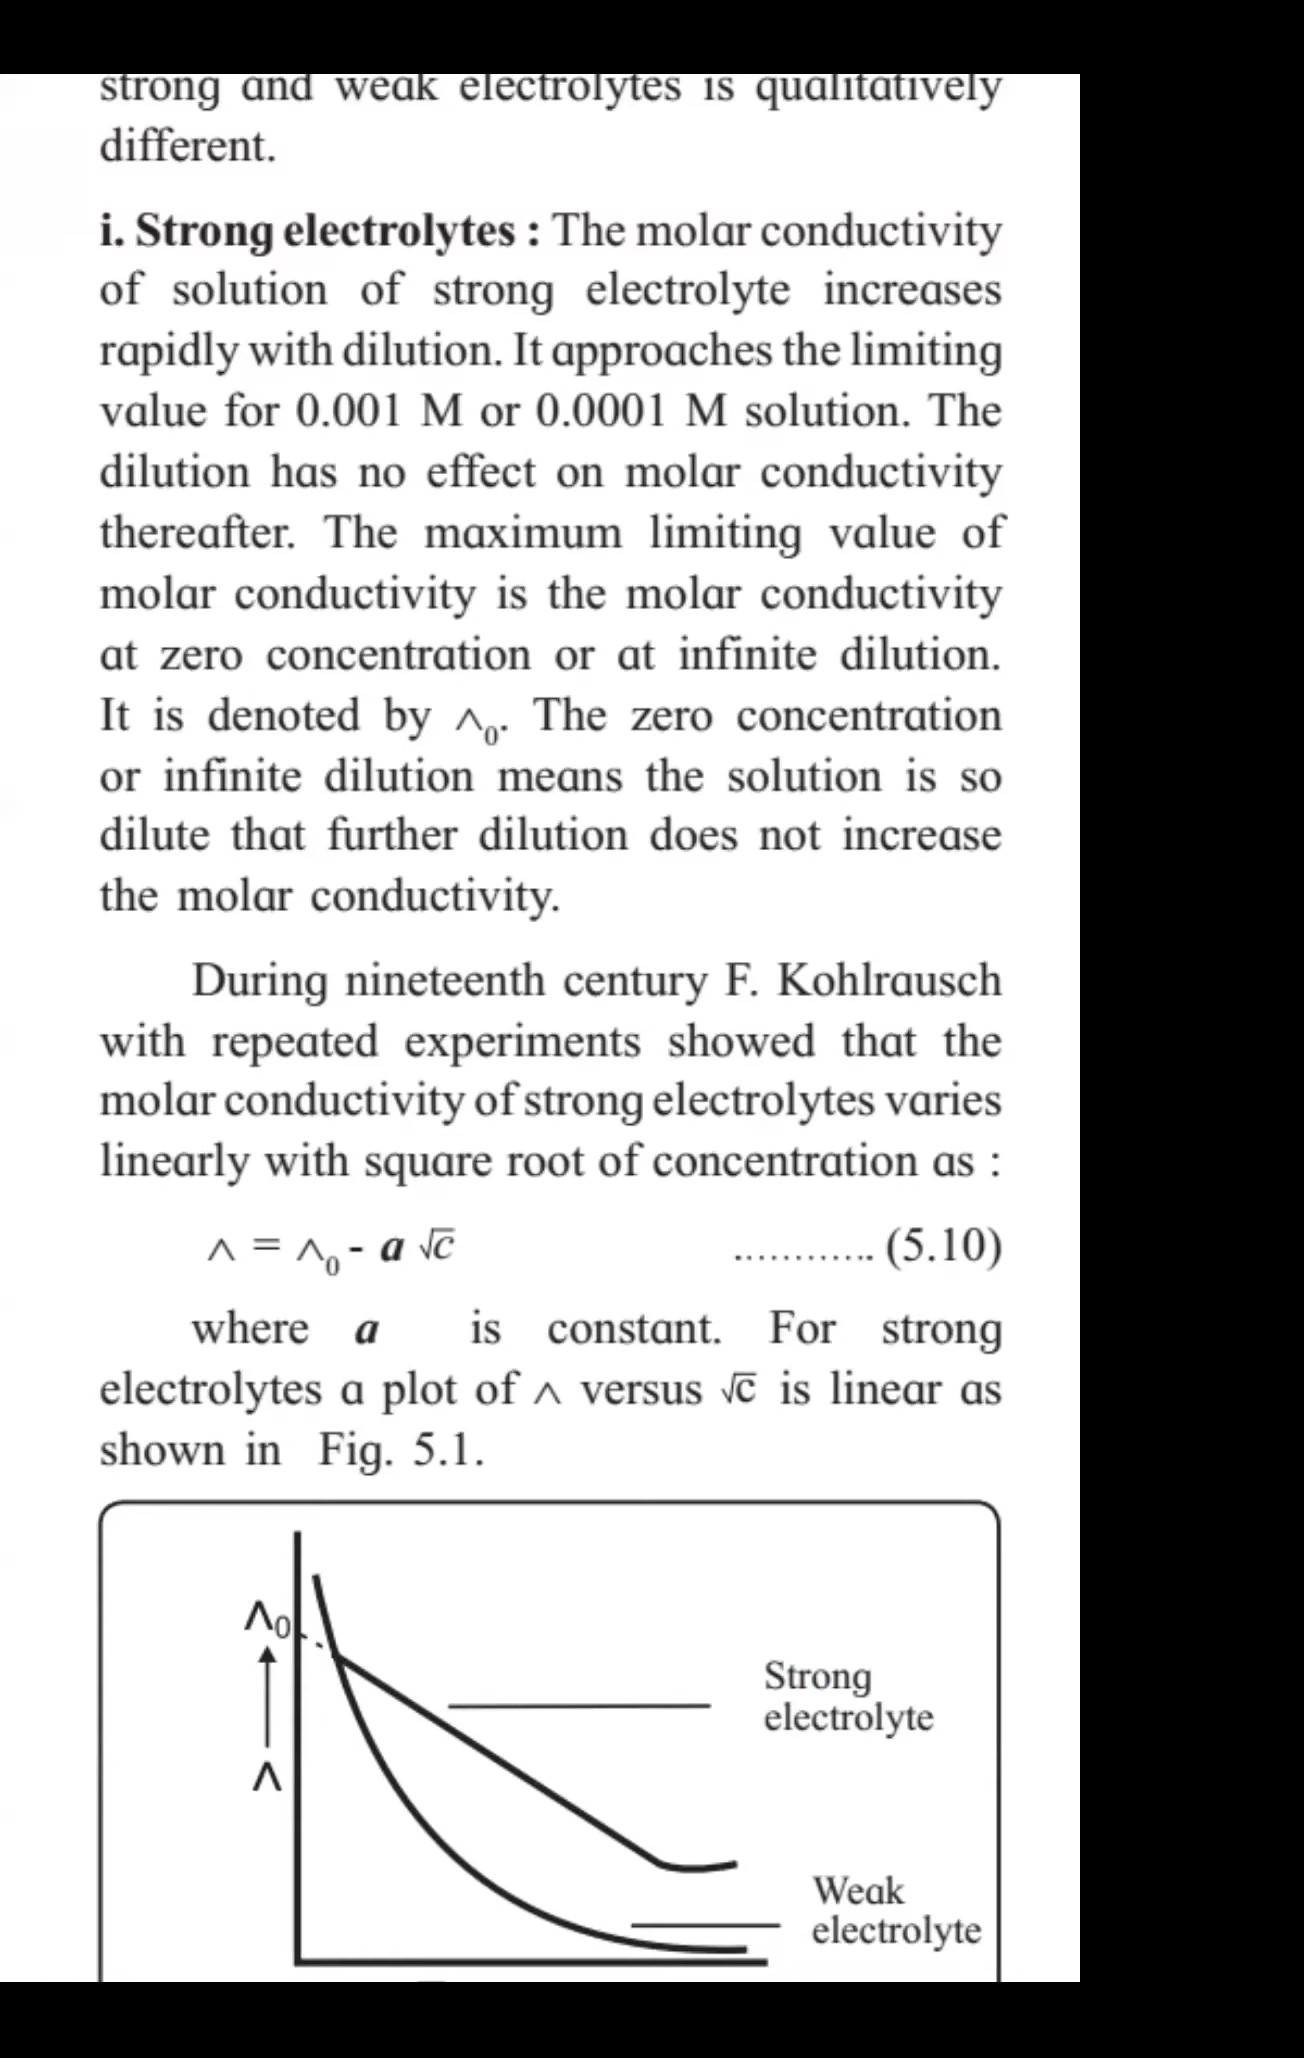 strong and weak electrolytes is qualitatively
different.
i. Strong electrolytes : The molar conductivity
of solution of strong electrolyte increases
rapidly with dilution. It approaches the limiting
value for 0.001 M or 0.0001 M solution. The
dilution has no effect on molar conductivity
thereafter. The maximum limiting value of
molar conductivity is the molar conductivity
at zero concentration or at infinite dilution.
It is denoted by ∧₀. The zero concentration
or infinite dilution means the solution is so
dilute that further dilution does not increase
the molar conductivity.
During nineteenth century F. Kohlrausch
with repeated experiments showed that the
molar conductivity of strong electrolytes varies
linearly with square root of concentration as :
∧ = ∧₀ - a √c ............ (5.10)
where a is constant. For strong
electrolytes a plot of ∧ versus √c is linear as
shown in Fig. 5.1.
∧₀
Strong
electrolyte
∧
Weak
electrolyte